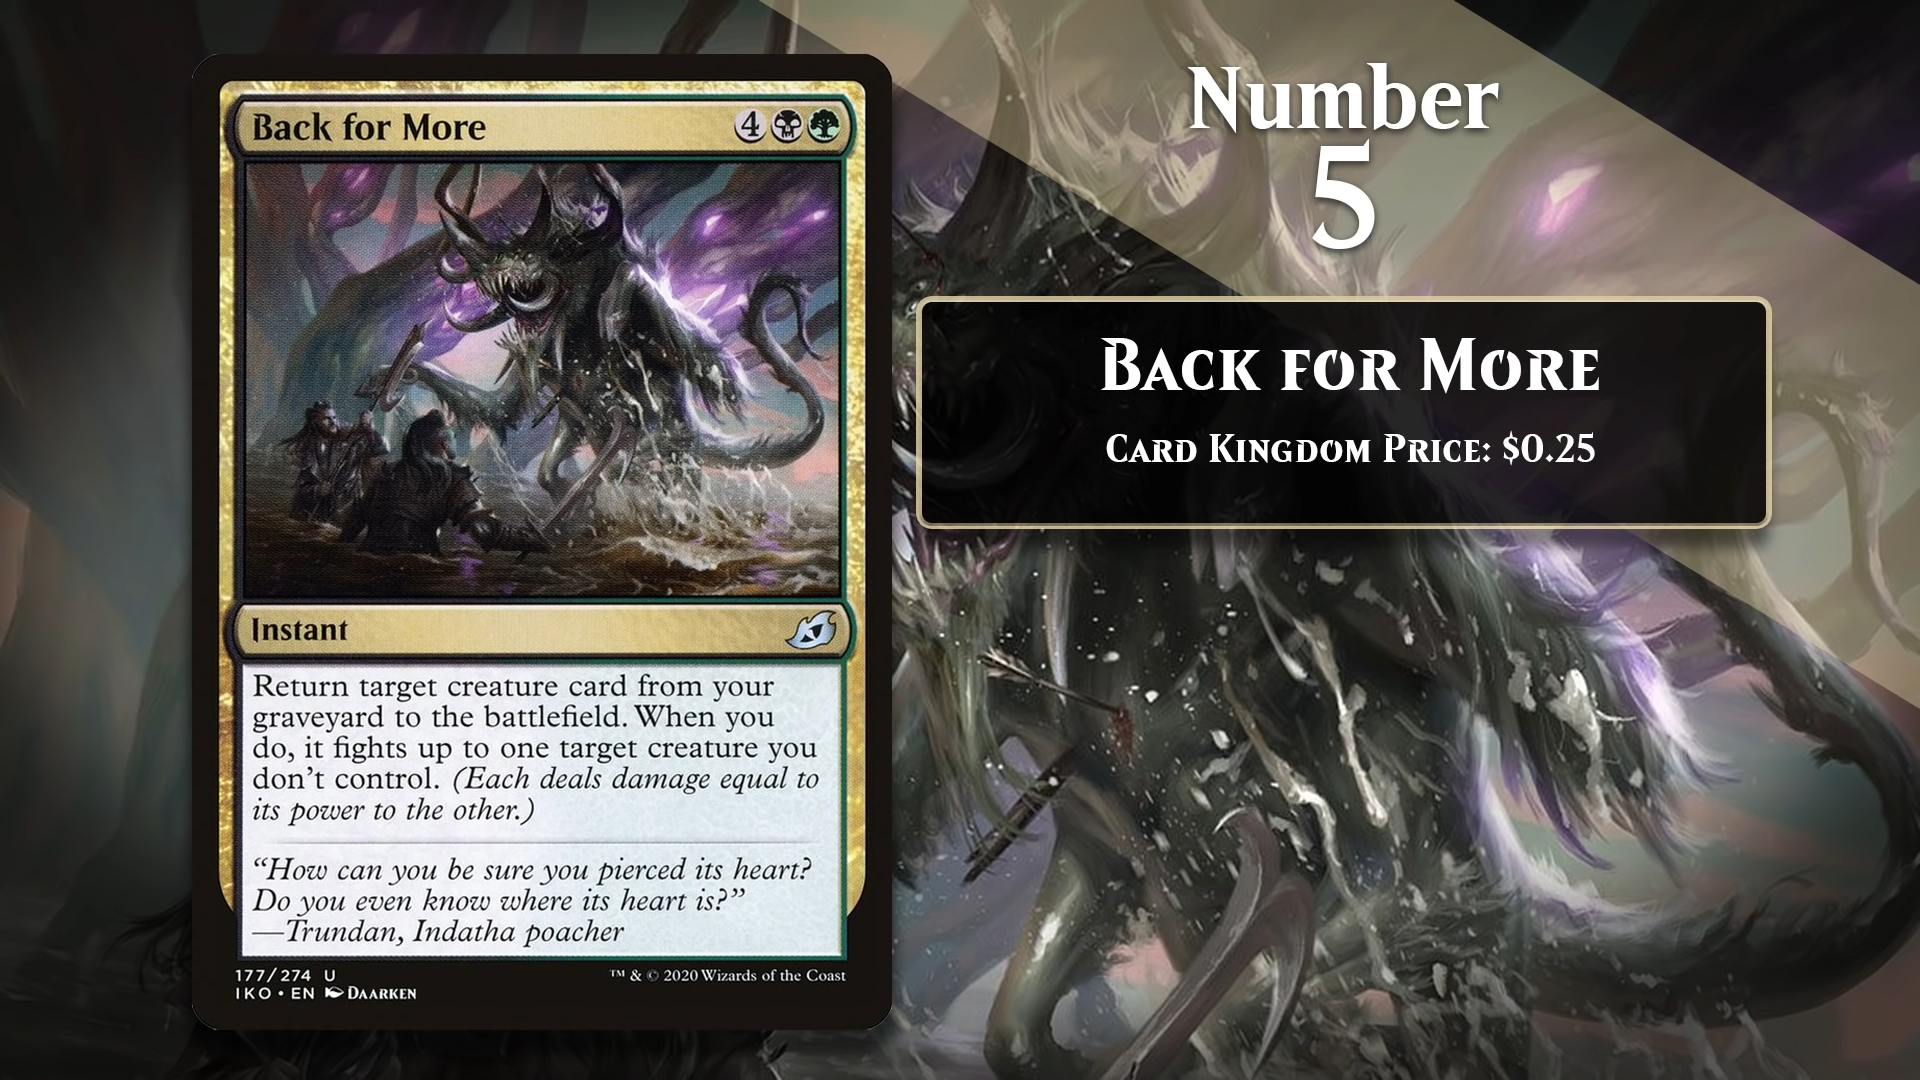 Back for More
4
Instant
Return target creature card from your
graveyard to the battlefield. When you
do, it fights up to one target creature you
don't control. (Each deals damage equal to
its power to the other.)
“How can you be sure you pierced its heart?
Do you even know where its heart is?”
—Trundan, Indatha poacher
177/274 U
IKO • EN DAARKEN
™ & © 2020 Wizards of the Coast
Number
5
BACK FOR MORE
CARD KINGDOM PRICE: $0.25